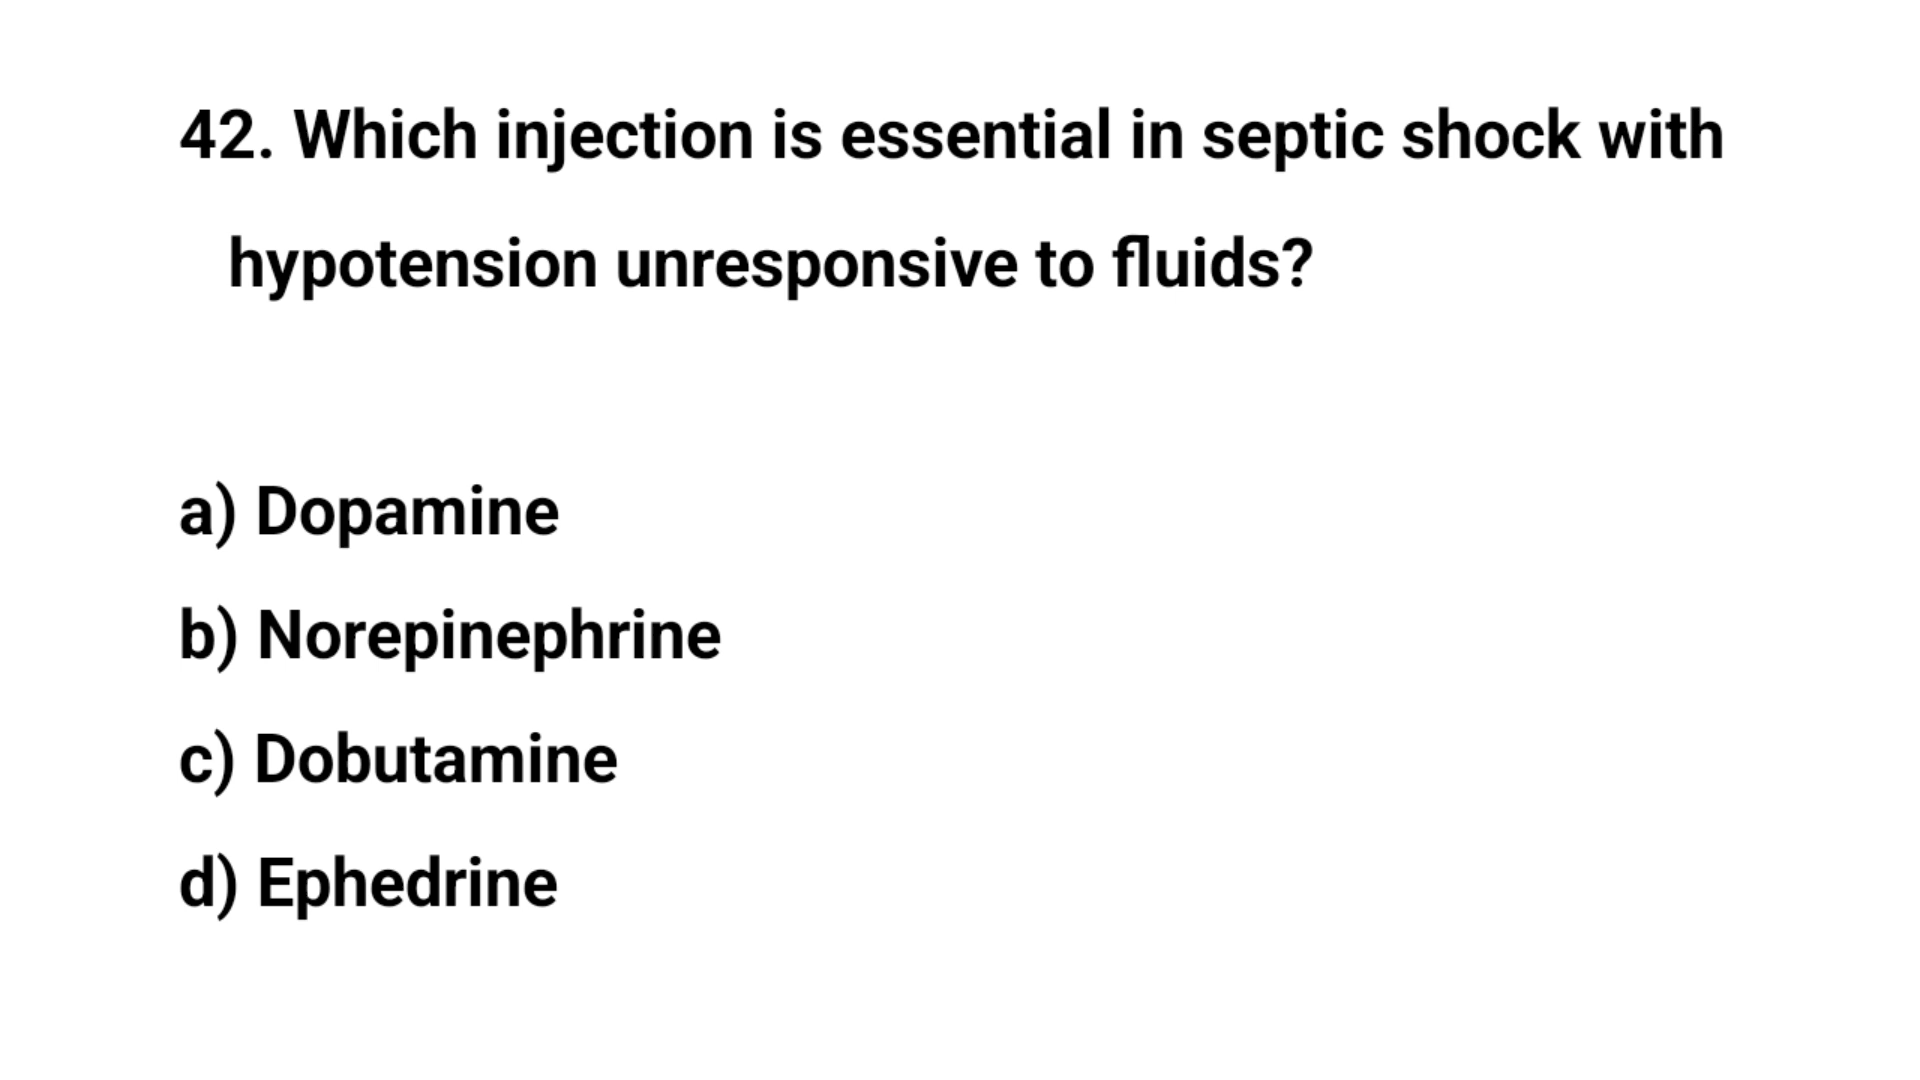 42. Which injection is essential in septic shock with
hypotension unresponsive to fluids?
a) Dopamine
b) Norepinephrine
c) Dobutamine
d) Ephedrine